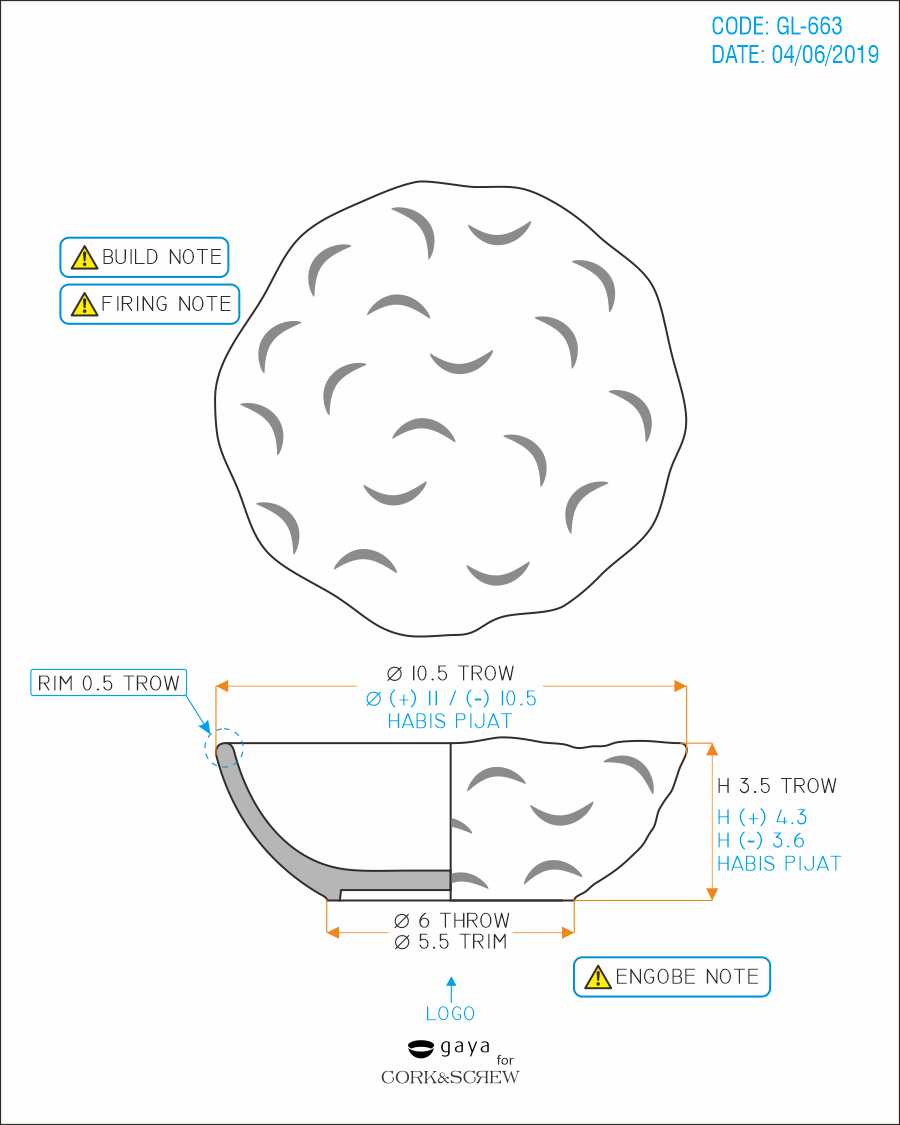 CODE: GL-663
DATE: 04/06/2019
BUILD NOTE
FIRING NOTE
RIM 0.5 TROW
Ø 10.5 TROW
Ø (+) 11 / (-) 10.5
HABIS PIJAT
H 3.5 TROW
H (+) 4.3
H (-) 3.6
HABIS PIJAT
Ø 6 THROW
Ø 5.5 TRIM
ENGOBE NOTE
LOGO
gaya
for
CORK&SCREW